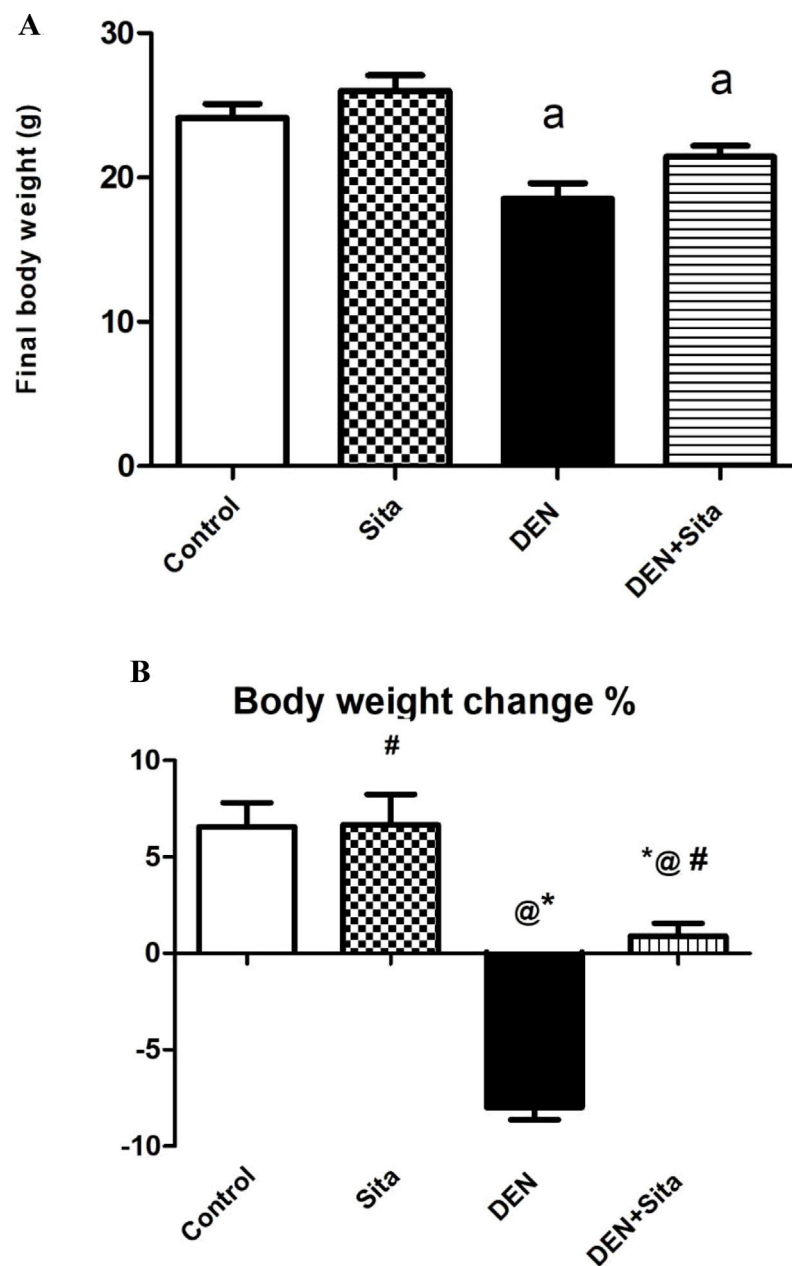 A
Final body weight (g)
30
20
10
0
a
a
Control
Sita
DEN
DEN+Sita
B
Body weight change %
10
5
0
-5
-10
#
@*
*@ #
Control
Sita
DEN
DEN+Sita